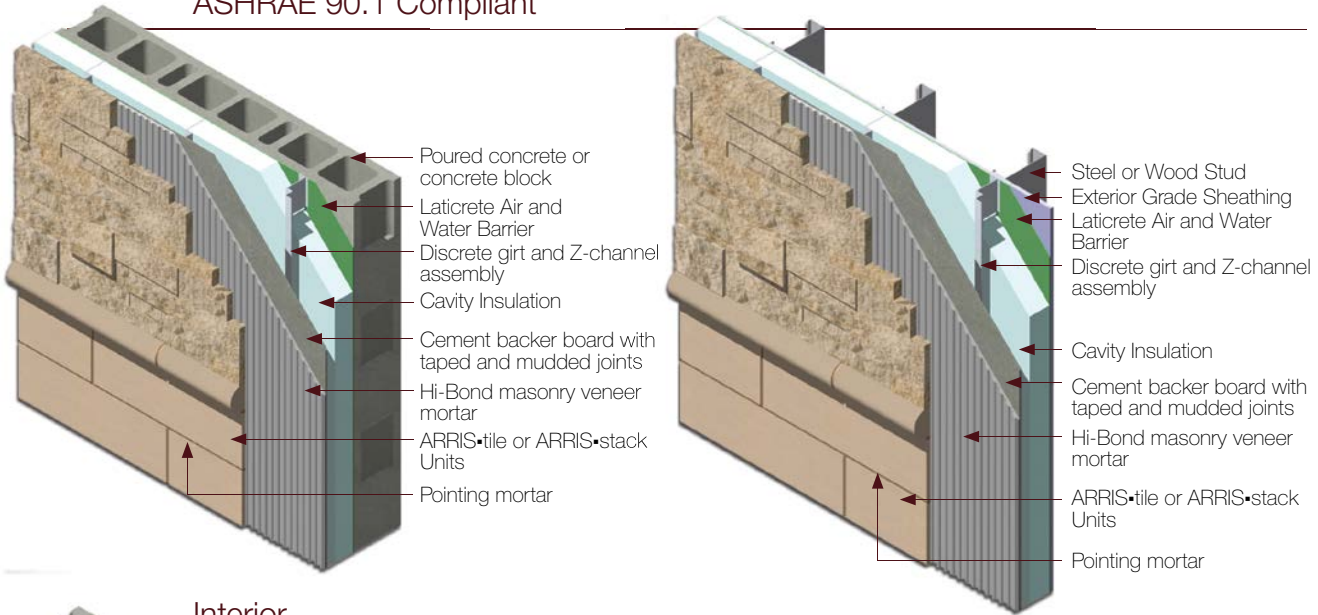 ASHRAE 90.1 Compliant
Poured concrete or
concrete block
Laticrete Air and
Water Barrier
Discrete girt and Z-channel
assembly
Cavity Insulation
Cement backer board with
taped and mudded joints
Hi-Bond masonry veneer
mortar
ARRIS▪tile or ARRIS▪stack
Units
Pointing mortar
Steel or Wood Stud
Exterior Grade Sheathing
Laticrete Air and Water
Barrier
Discrete girt and Z-channel
assembly
Cavity Insulation
Cement backer board with
taped and mudded joints
Hi-Bond masonry veneer
mortar
ARRIS▪tile or ARRIS▪stack
Units
Pointing mortar
Interior